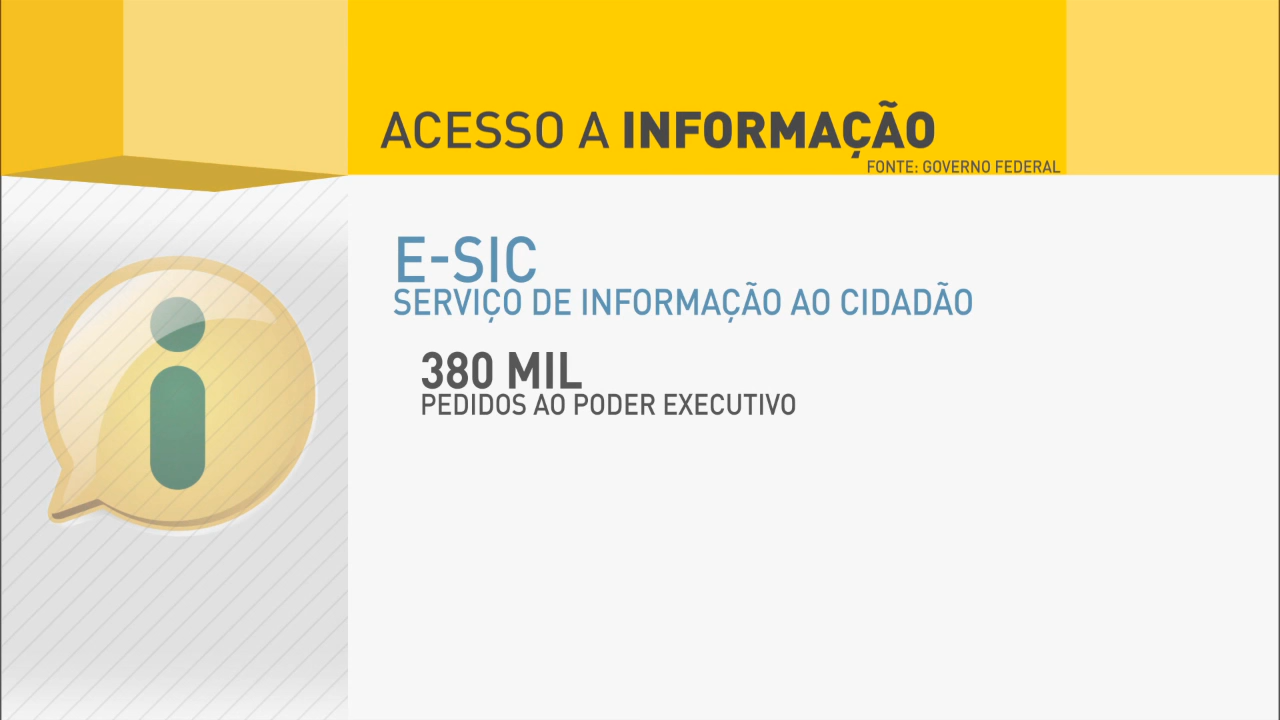 ACESSO A INFORMAÇÃO
FONTE: GOVERNO FEDERAL
E-SIC
SERVIÇO DE INFORMAÇÃO AO CIDADÃO
380 MIL
PEDIDOS AO PODER EXECUTIVO